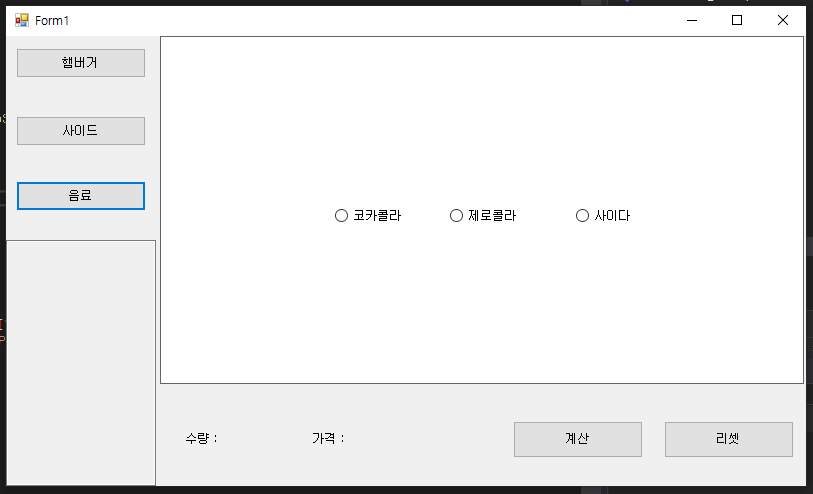 Form1
햄버거
사이드
음료
코카콜라 제로콜라 사이다
수량 : 가격 : 계산 리셋